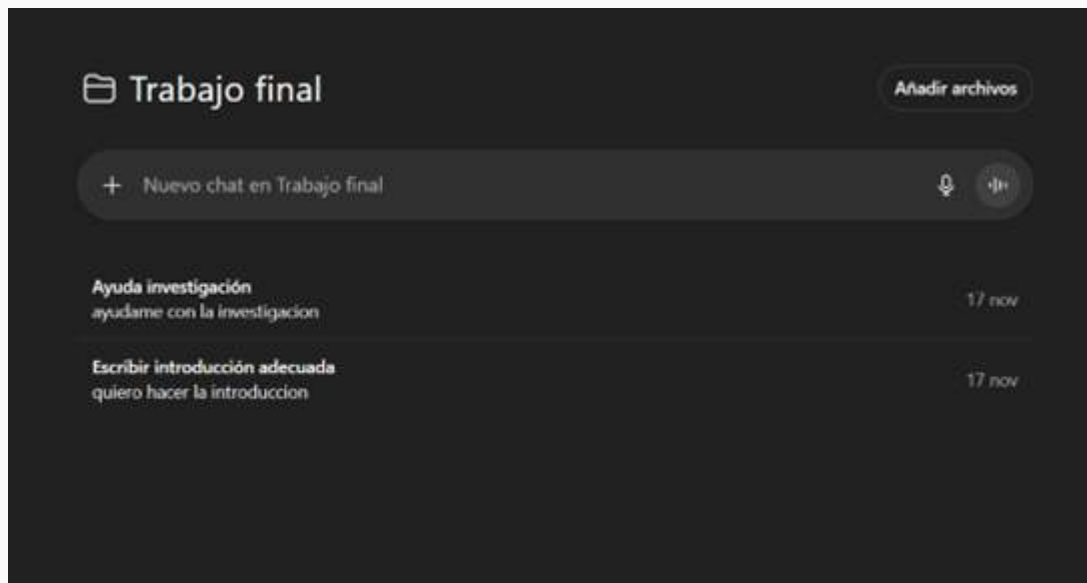 Trabajo final
Añadir archivos
Nuevo chat en Trabajo final
Ayuda investigación
ayudame con la investigacion
17 nov
Escribir introducción adecuada
quiero hacer la introduccion
17 nov